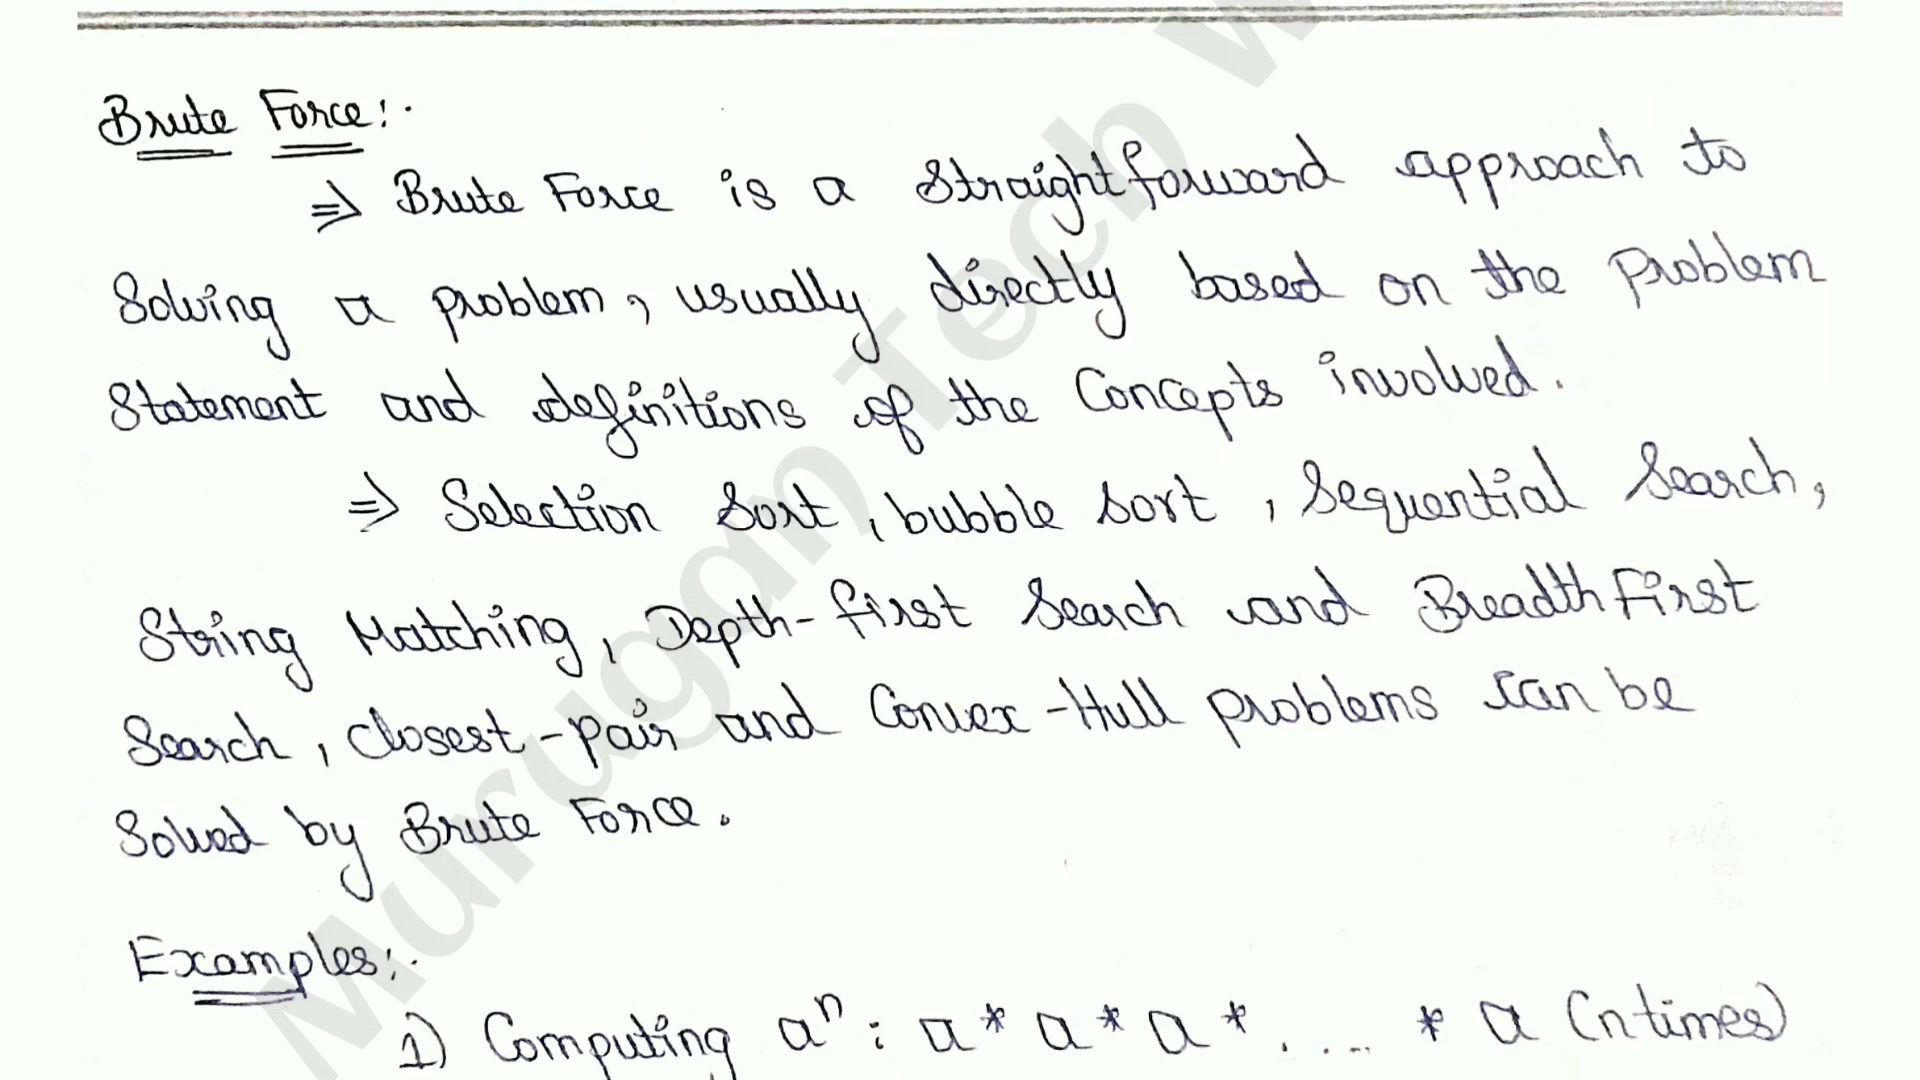 Brute Force:-
⇒ Brute Force is a Straightforward approach to
Solving a problem, usually directly based on the problem
Statement and definitions of the Concepts involved.
⇒ Selection Sort, bubble sort, Sequential Search,
String Matching, Depth-first Search and Breadth First
Search, closest-pair and Convex-Hull problems can be
Solved by Brute Force.
Examples:-
1) Computing aⁿ : a * a * a * .... * a (n times)
Murugan Tech W